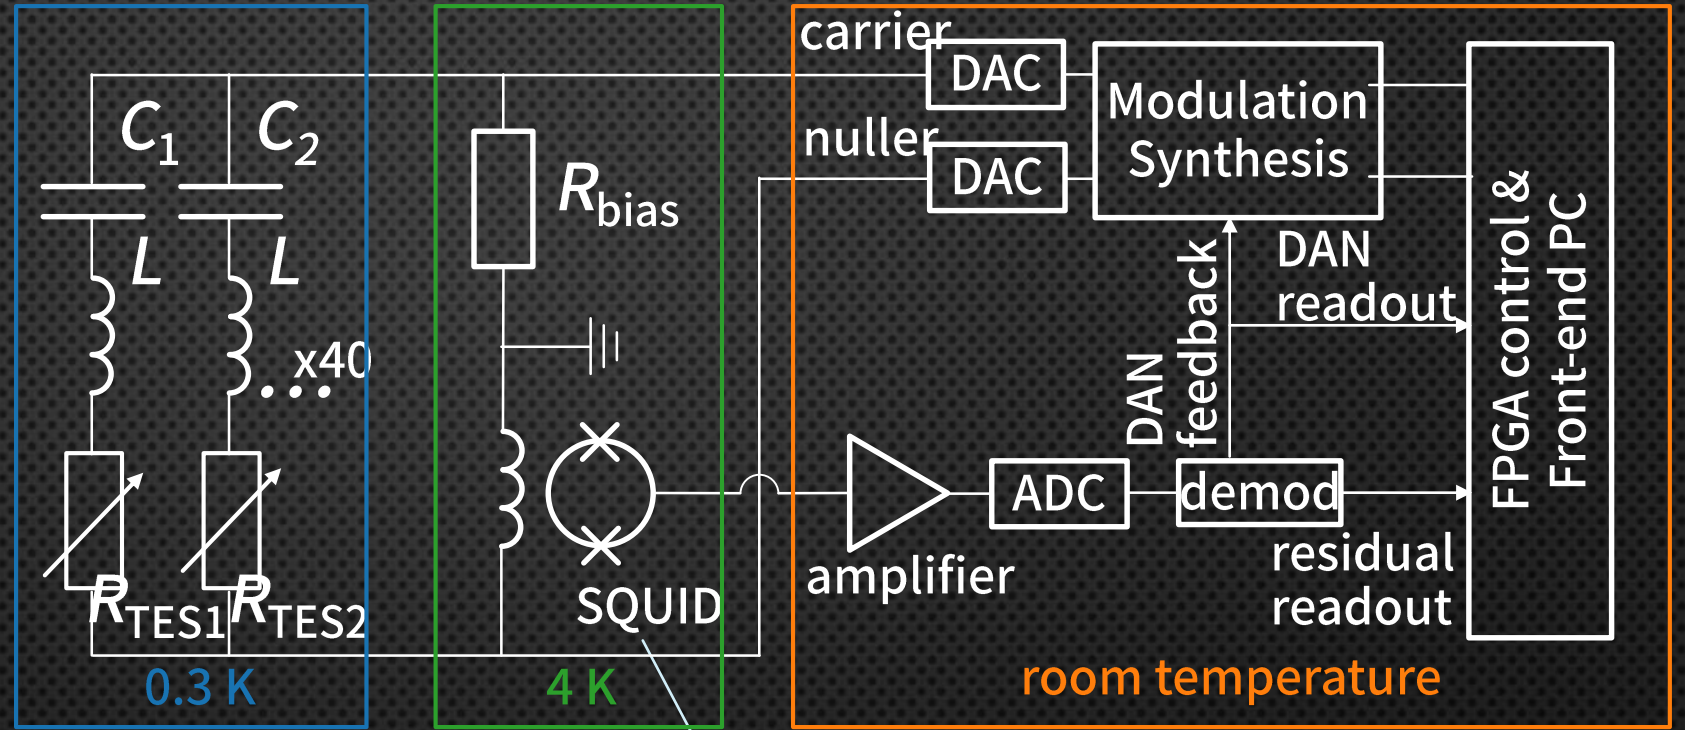 carrier
DAC
Modulation
Synthesis
C1
C2
nuller
DAC
Rbias
FPGA control &
Front-end PC
L
L
DAN
readout
DAN
feedback
x40
...
ADC
demod
RTES1
RTES2
SQUID
amplifier
residual
readout
0.3 K
4 K
room temperature